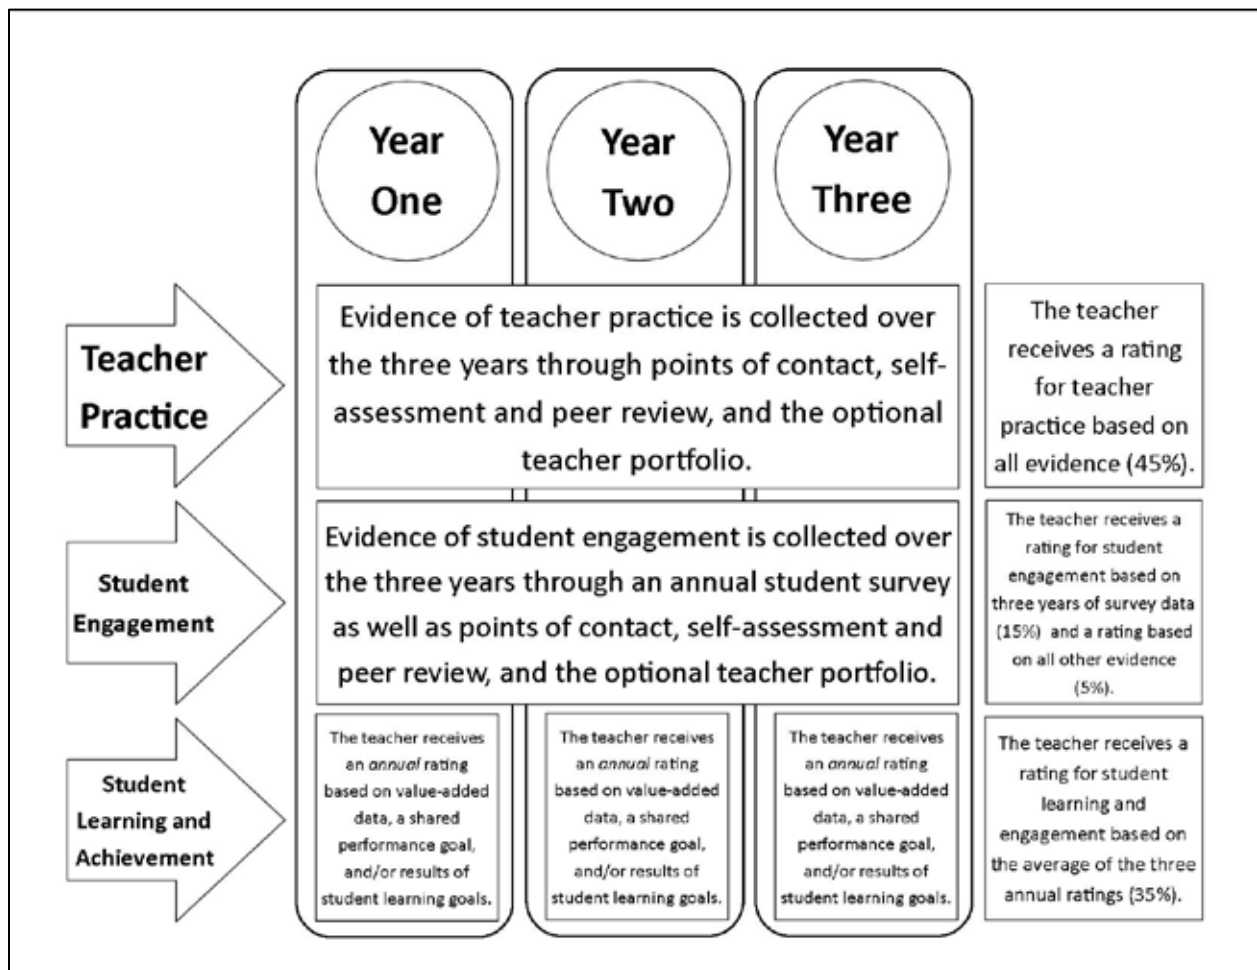 Year
One
Year
Two
Year
Three
Teacher
Practice
Evidence of teacher practice is collected over
the three years through points of contact, self-
assessment and peer review, and the optional
teacher portfolio.
The teacher
receives a rating
for teacher
practice based on
all evidence (45%).
Student
Engagement
Evidence of student engagement is collected over
the three years through an annual student survey
as well as points of contact, self-assessment and
peer review, and the optional teacher portfolio.
The teacher receives a
rating for student
engagement based on
three years of survey data
(15%) and a rating based
on all other evidence
(5%).
Student
Learning and
Achievement
The teacher receives
an annual rating
based on value-added
data, a shared
performance goal,
and/or results of
student learning goals.
The teacher receives
an annual rating
based on value-added
data, a shared
performance goal,
and/or results of
student learning goals.
The teacher receives
an annual rating
based on value-added
data, a shared
performance goal,
and/or results of
student learning goals.
The teacher receives a
rating for student
learning and
engagement based on
the average of the three
annual ratings (35%).